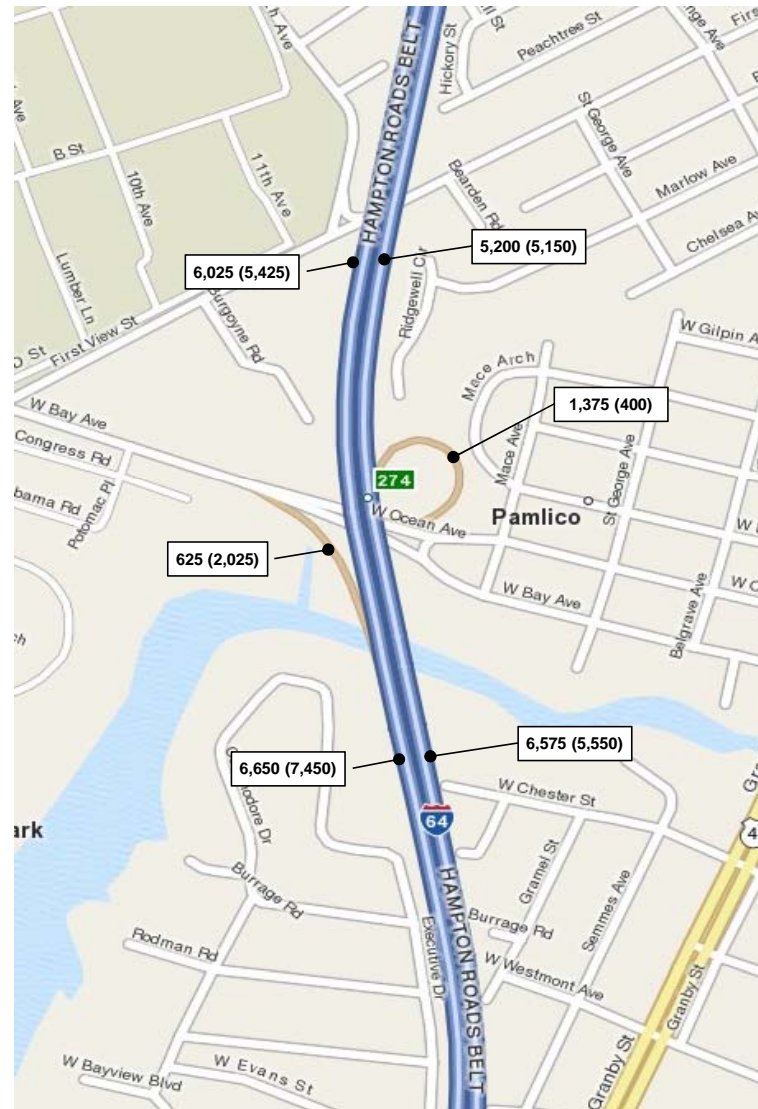 Hickory St
Peachtree St
HAMPTON ROADS BELT
St George Ave
B St
10th Ave
11th Ave
Bearden Rd
Marlow Ave
Lumber Ln
6,025 (5,425)
5,200 (5,150)
First View St
Burgoyne Rd
Ridgewell Cir
W Bay Ave
Mace Arch
1,375 (400)
Congress Rd
Potomac Pl
Mace Ave
St George Ave
274
W Ocean Ave
Pamlico
625 (2,025)
W Bay Ave
Belgrave Ave
6,650 (7,450)
6,575 (5,550)
W Chester St
64
Burrage Rd
Gramel St
Semmes Ave
Rodman Rd
Executive Dr
HAMPTON ROADS BELT
Burrage Rd
W Westmont Ave
Granby St
Granby St
W Bayview Blvd
W Evans St